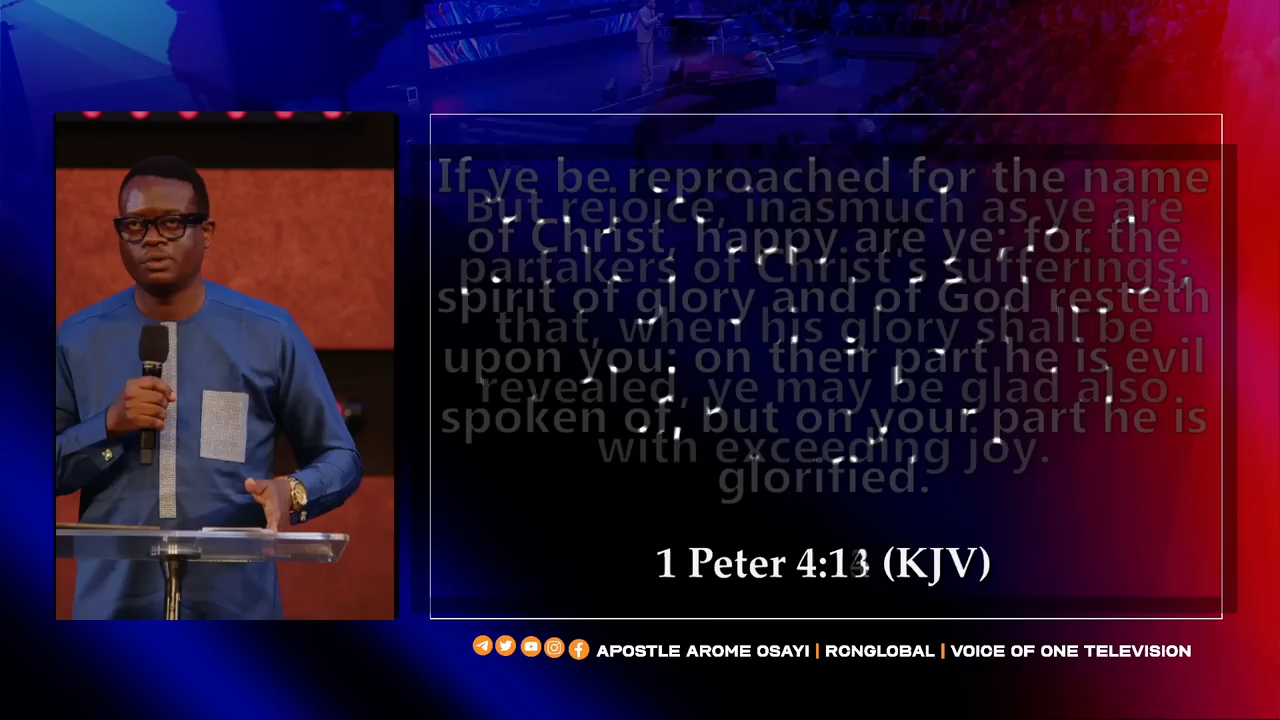 If ye be reproached for the name
But rejoice, inasmuch as ye are
of Christ, happy are ye; for the
partakers of Christ's sufferings;
spirit of glory and of God resteth
that, when his glory shall be
upon you: on their part he is evil
revealed, ye may be glad also
spoken of, but on your part he is
with exceeding joy.
glorified.
1 Peter 4:13 (KJV)
APOSTLE AROME OSAYI | RCNGLOBAL | VOICE OF ONE TELEVISION